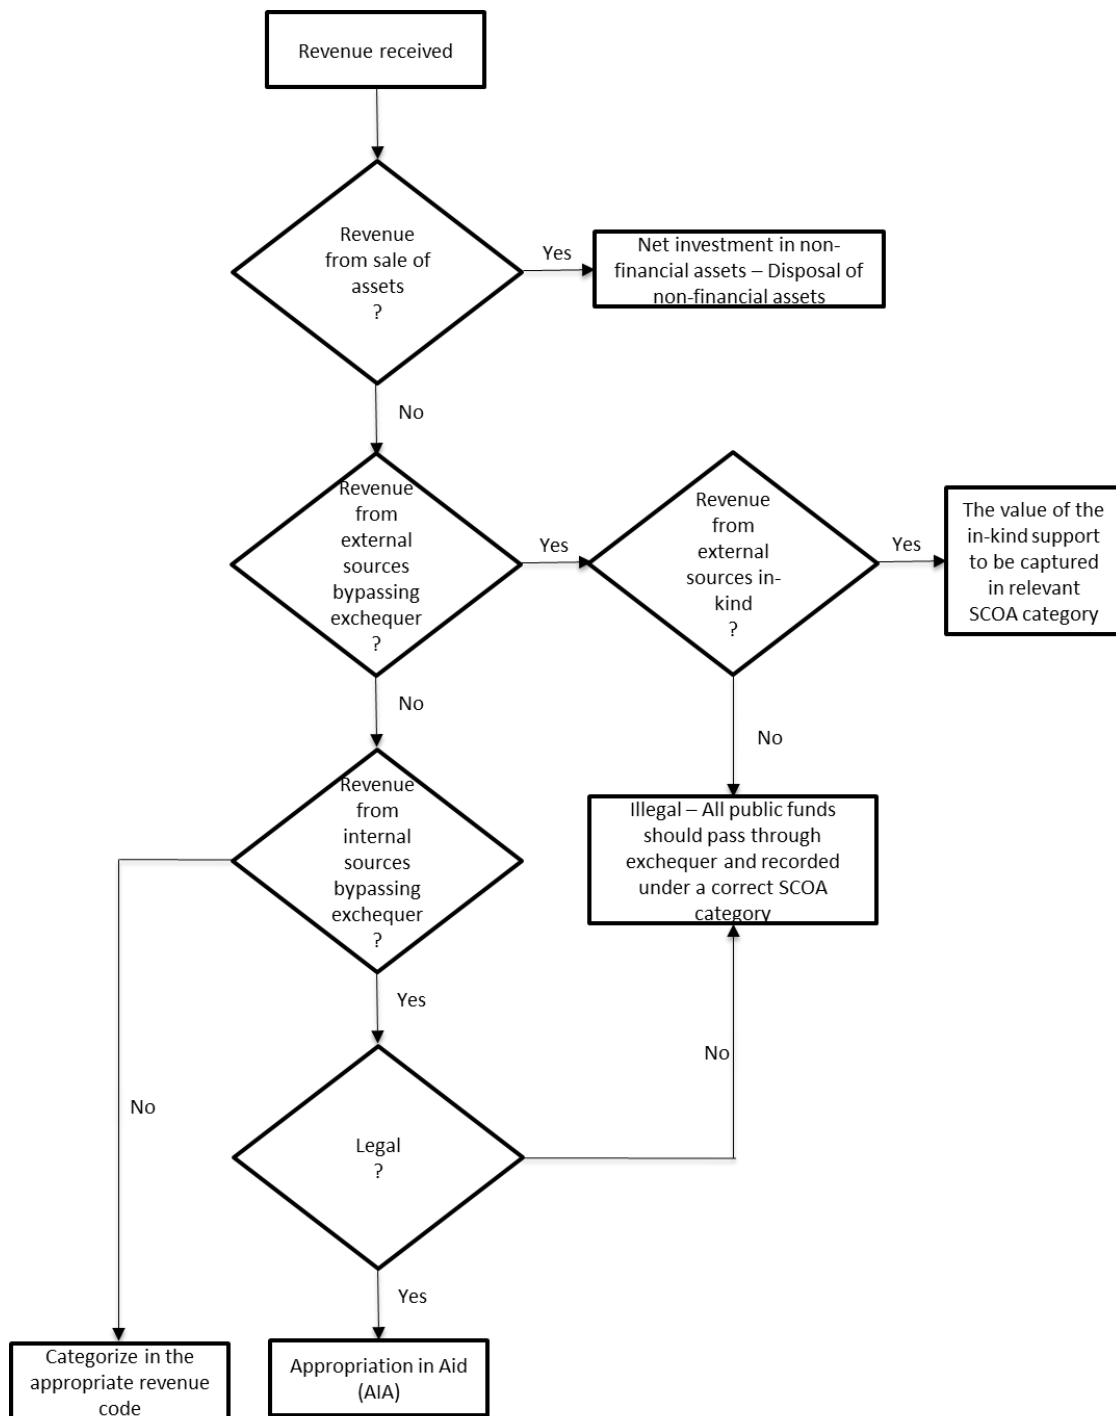 Revenue received
Revenue
from sale of
assets
?
Yes
Net investment in non-
financial assets – Disposal of
non-financial assets
No
Revenue
from
external
sources
bypassing
exchequer
?
Yes
Revenue
from
external
sources in-
kind
?
Yes
The value of the
in-kind support
to be captured
in relevant
SCOA category
No
No
Revenue
from
internal
sources
bypassing
exchequer
?
Illegal – All public funds
should pass through
exchequer and recorded
under a correct SCOA
category
Yes
No
No
Legal
?
Yes
Categorize in the
appropriate revenue
code
Appropriation in Aid
(AIA)